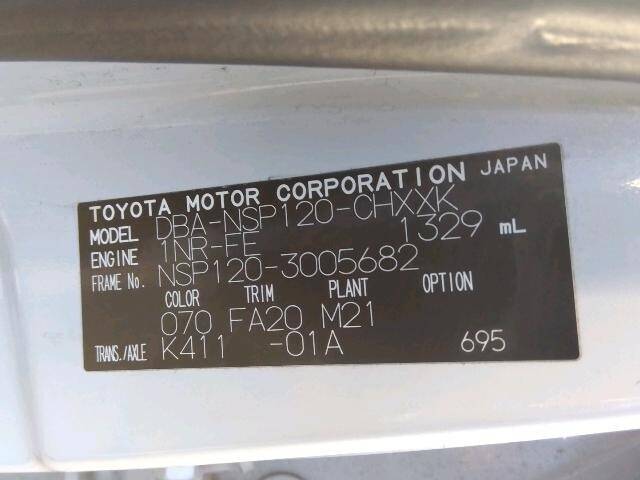 TOYOTA MOTOR CORPORATION JAPAN
MODEL DBA-NSP120-CHXXK
ENGINE 1NR-FE 1329 mL
FRAME No. NSP120-3005682
COLOR TRIM PLANT OPTION
070 FA20 M21
TRANS./AXLE K411 -01A 695